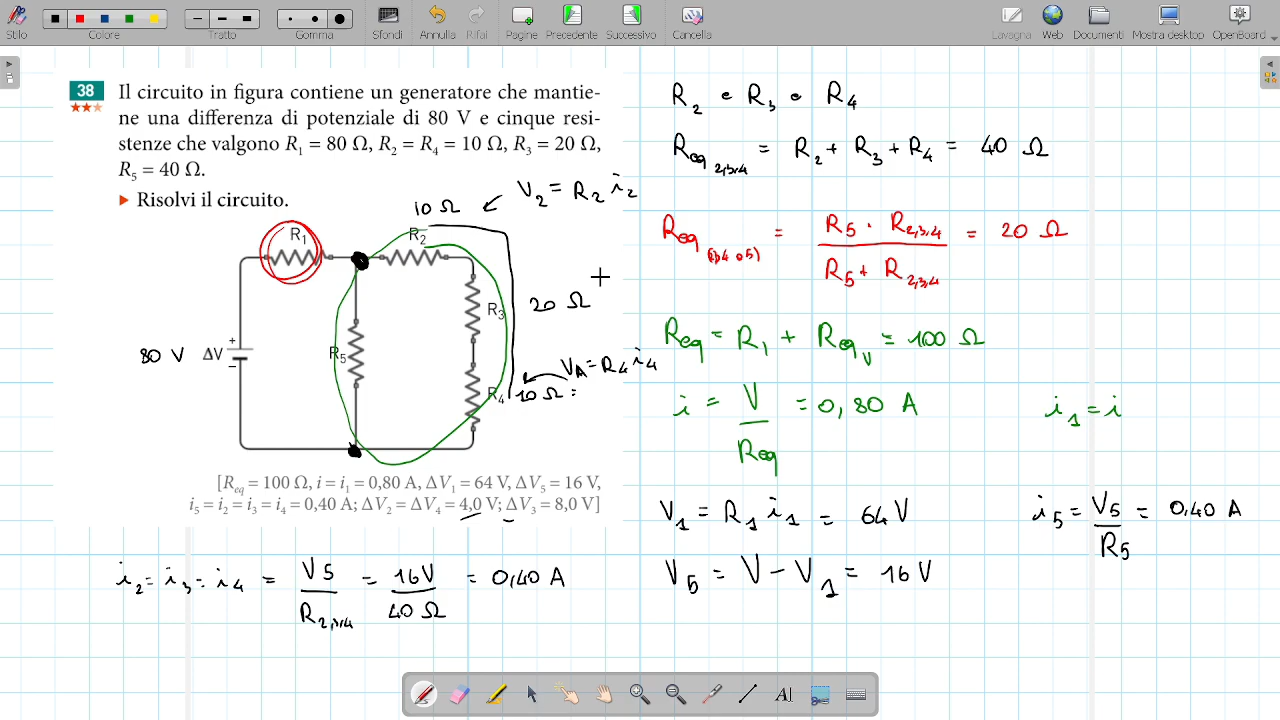 Stilo
Colore
Tratto
Gomma
Sfondi
Annulla
Rifai
Pagine
Precedente
Successivo
Cancella
Lavagna
Web
Documenti
Mostra desktop
OpenBoard
38 Il circuito in figura contiene un generatore che mantie-
ne una differenza di potenziale di 80 V e cinque resi-
stenze che valgono R1 = 80 Ω, R2 = R4 = 10 Ω, R3 = 20 Ω,
R5 = 40 Ω.
▶ Risolvi il circuito.
V2 = R2 i2
10 Ω
R1
R2
R3
20 Ω +
80 V
ΔV
+
−
R5
VA = R4 i4
R4
10 Ω =
[Req = 100 Ω, i = i1 = 0,80 A, ΔV1 = 64 V, ΔV5 = 16 V,
i5 = i2 = i3 = i4 = 0,40 A; ΔV2 = ΔV4 = 4,0 V; ΔV3 = 8,0 V]
i2 = i3 = i4 = V5 / R2,3,4 = 16V / 40 Ω = 0,40 A
R2 e R3 e R4
Req 2,3,4 = R2 + R3 + R4 = 40 Ω
Req = R5 · R2,3,4 / R5 + R2,3,4 = 20 Ω
Req = R1 + Req = 100 Ω
i = V / Req = 0,80 A
i1 = i
V1 = R1 i1 = 64 V
i5 = V5 / R5 = 0,40 A
V5 = V − V1 = 16 V